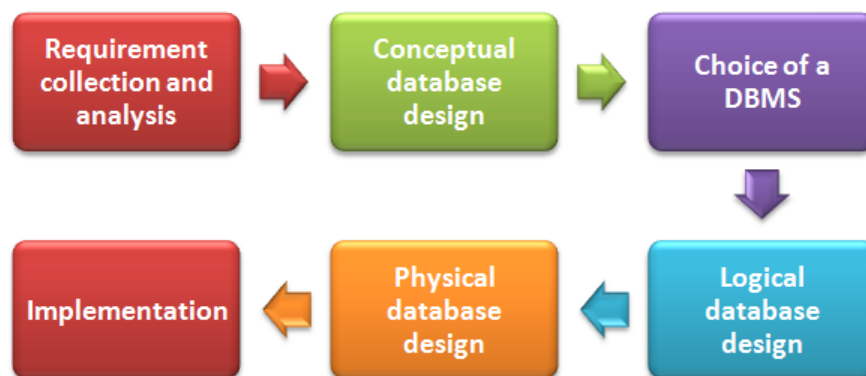 Requirement
collection and
analysis
Conceptual
database
design
Choice of a
DBMS
Logical
database
design
Physical
database
design
Implementation